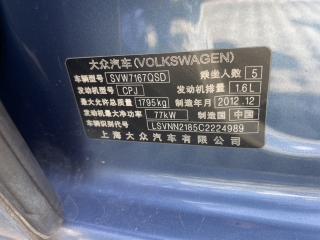 大众汽车(VOLKSWAGEN)
车辆型号 SVW7167QSD 乘坐人数 5
发动机型号 CPJ 发动机排量 1.6L
最大允许总质量 1795kg 制造年月 2012.12
发动机最大净功率 77kW 制造国 中国
车辆识别代号 LSVNN2185C2224989
上海大众汽车有限公司